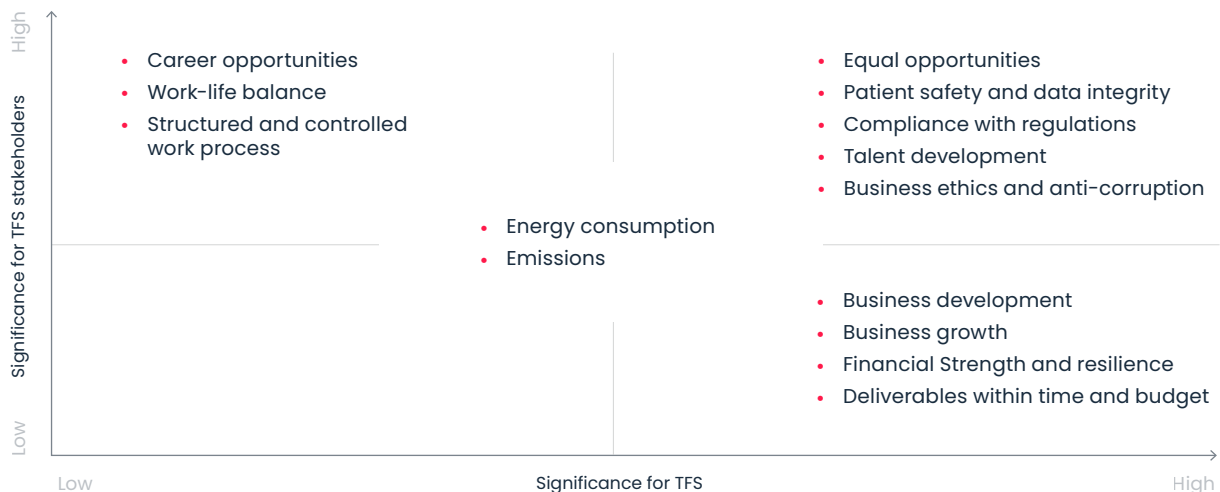 High
Significance for TFS stakeholders
Low
• Career opportunities
• Work-life balance
• Structured and controlled
work process
• Equal opportunities
• Patient safety and data integrity
• Compliance with regulations
• Talent development
• Business ethics and anti-corruption
• Energy consumption
• Emissions
• Business development
• Business growth
• Financial Strength and resilience
• Deliverables within time and budget
Low
Significance for TFS
High